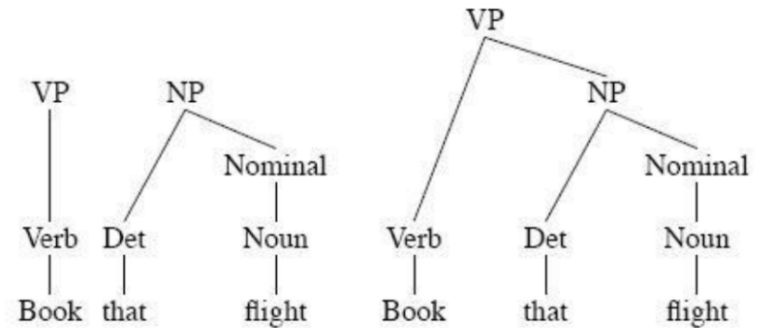 VP
VP NP NP
Nominal Nominal
Verb Det Noun Verb Det Noun
Book that flight Book that flight